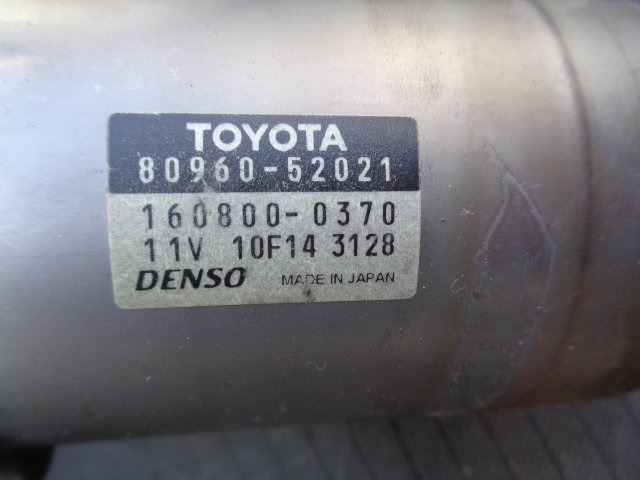 TOYOTA
80960-52021
160800-0370
11V 10F14 3128
DENSO MADE IN JAPAN